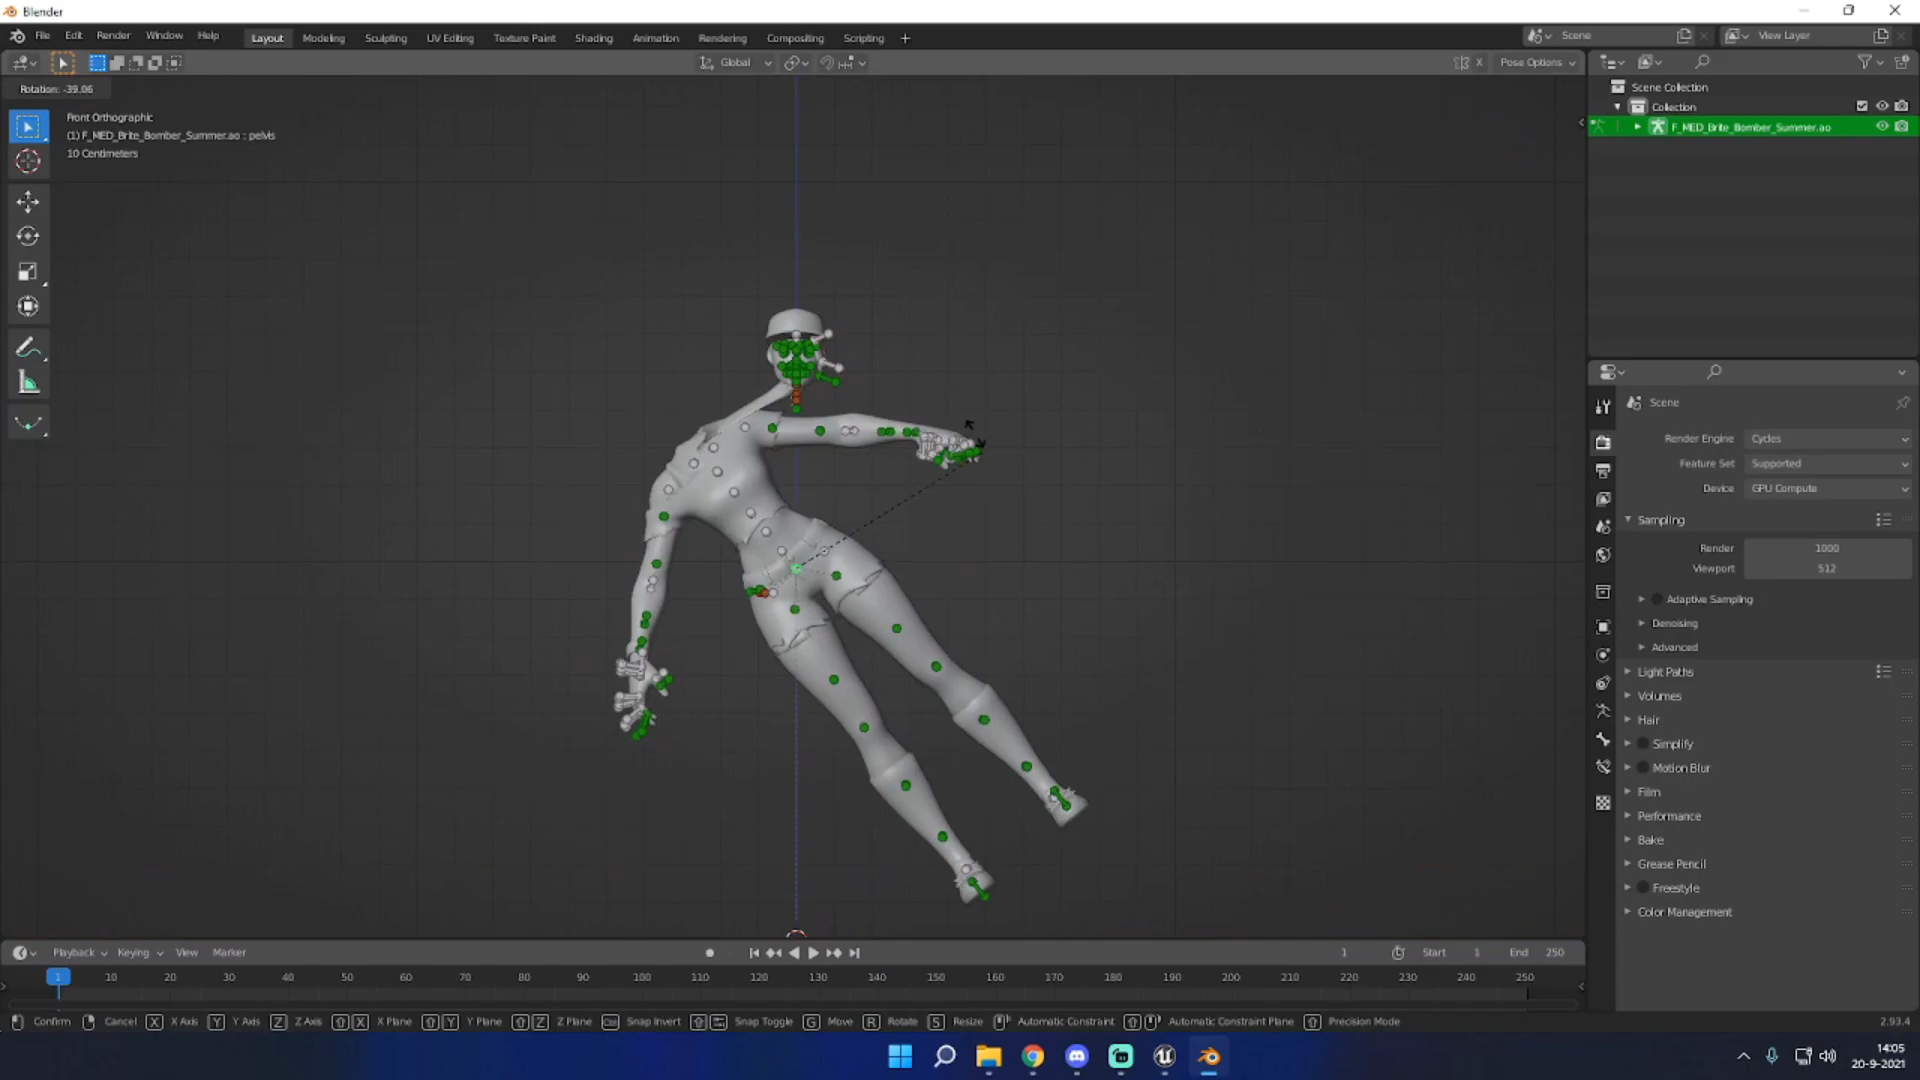 Blender
File Edit Render Window Help
Layout Modeling Sculpting UV Editing Texture Paint Shading Animation Rendering Compositing Scripting +
Scene
View Layer
Global
X Pose Options
Rotation: -39.06
Front Orthographic
(1) F_MED_Brite_Bomber_Summer.ao : pelvis
10 Centimeters
Scene Collection
Collection
F_MED_Brite_Bomber_Summer.ao
Scene
Render Engine Cycles
Feature Set Supported
Device GPU Compute
Sampling
Render 1000
Viewport 512
Adaptive Sampling
Denoising
Advanced
Light Paths
Volumes
Hair
Simplify
Motion Blur
Film
Performance
Bake
Grease Pencil
Freestyle
Color Management
Playback Keying View Marker
1 Start 1 End 250
1 10 20 30 40 50 60 70 80 90 100 110 120 130 140 150 160 170 180 190 200 210 220 230 240 250
Confirm Cancel X X Axis Y Y Axis Z Z Axis X X Plane Y Y Plane Z Z Plane Ctrl Snap Invert Snap Toggle G Move R Rotate S Resize Automatic Constraint Automatic Constraint Plane Precision Mode 2.93.4
14:05
20-9-2021